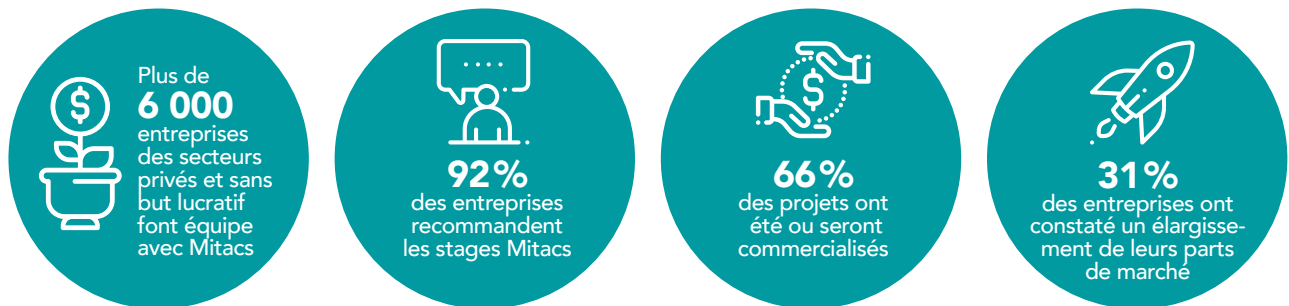 Plus de
6 000
entreprises
des secteurs
privés et sans
but lucratif
font équipe
avec Mitacs
92%
des entreprises
recommandent
les stages Mitacs
66%
des projets ont
été ou seront
commercialisés
31%
des entreprises ont
constaté un élargisse-
ment de leurs parts
de marché